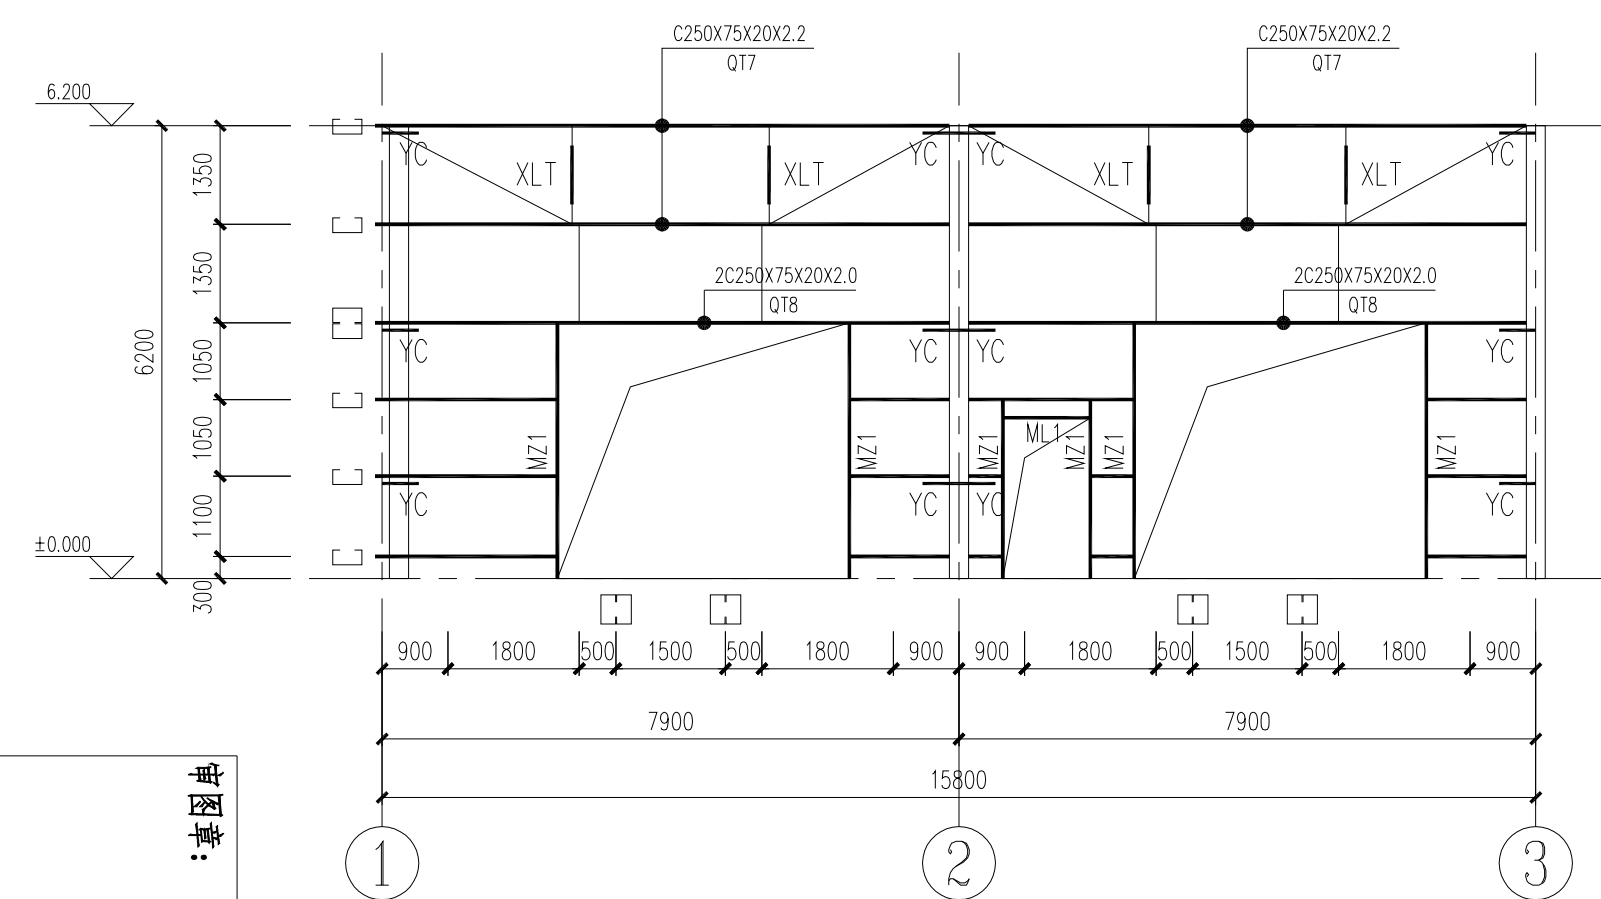 C250X75X20X2.2
C250X75X20X2.2
QT7
QT7
6.200
YC
XLT
XLT
YC
YC
XLT
XLT
YC
1350
1350
2C250X75X20X2.0
2C250X75X20X2.0
QT8
QT8
6200
1050
YC
YC
YC
YC
1050
MZ1
MZ1
MZ1
ML1
MZ1
MZ1
MZ1
1100
YC
YC
YC
YC
±0.000
300
900
1800
500
1500
500
1800
900
900
1800
500
1500
500
1800
900
7900
7900
15800
审图章:
1
2
3